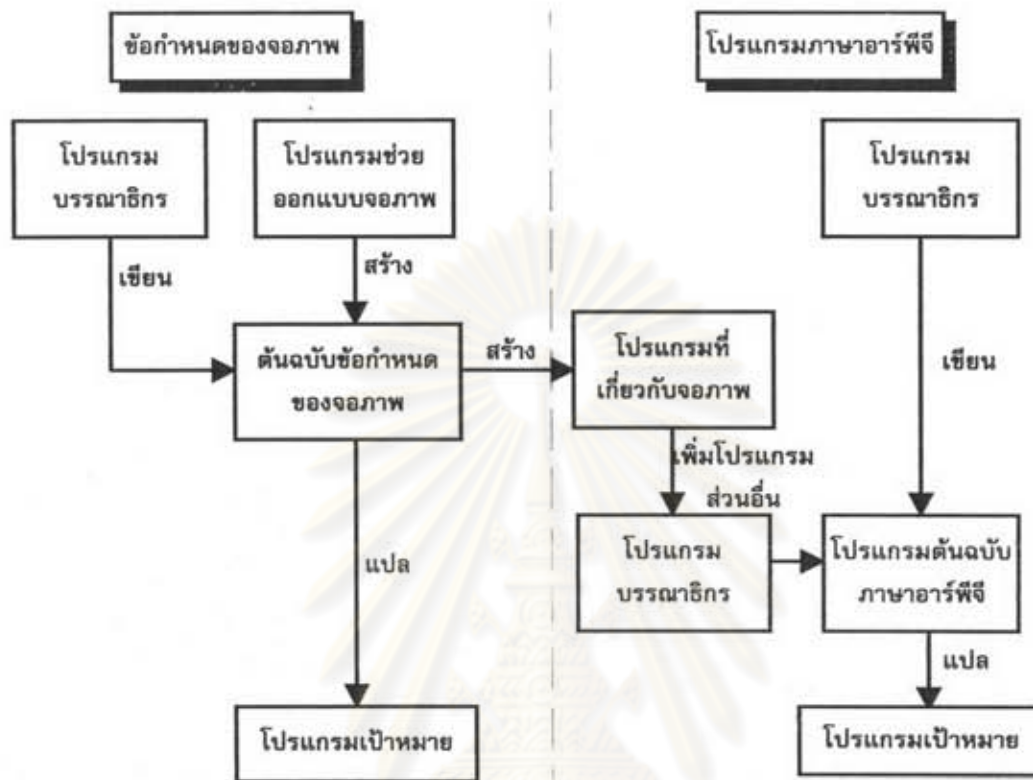 ข้อกำหนดของจอภาพ
โปรแกรมภาษาอาร์พีจี
โปรแกรม
บรรณาธิกร
โปรแกรมช่วย
ออกแบบจอภาพ
โปรแกรม
บรรณาธิกร
เขียน
สร้าง
ต้นฉบับข้อกำหนด
ของจอภาพ
สร้าง
โปรแกรมที่
เกี่ยวกับจอภาพ
เขียน
เพิ่มโปรแกรม
ส่วนอื่น
แปล
โปรแกรม
บรรณาธิกร
โปรแกรมต้นฉบับ
ภาษาอาร์พีจี
แปล
โปรแกรมเป้าหมาย
โปรแกรมเป้าหมาย